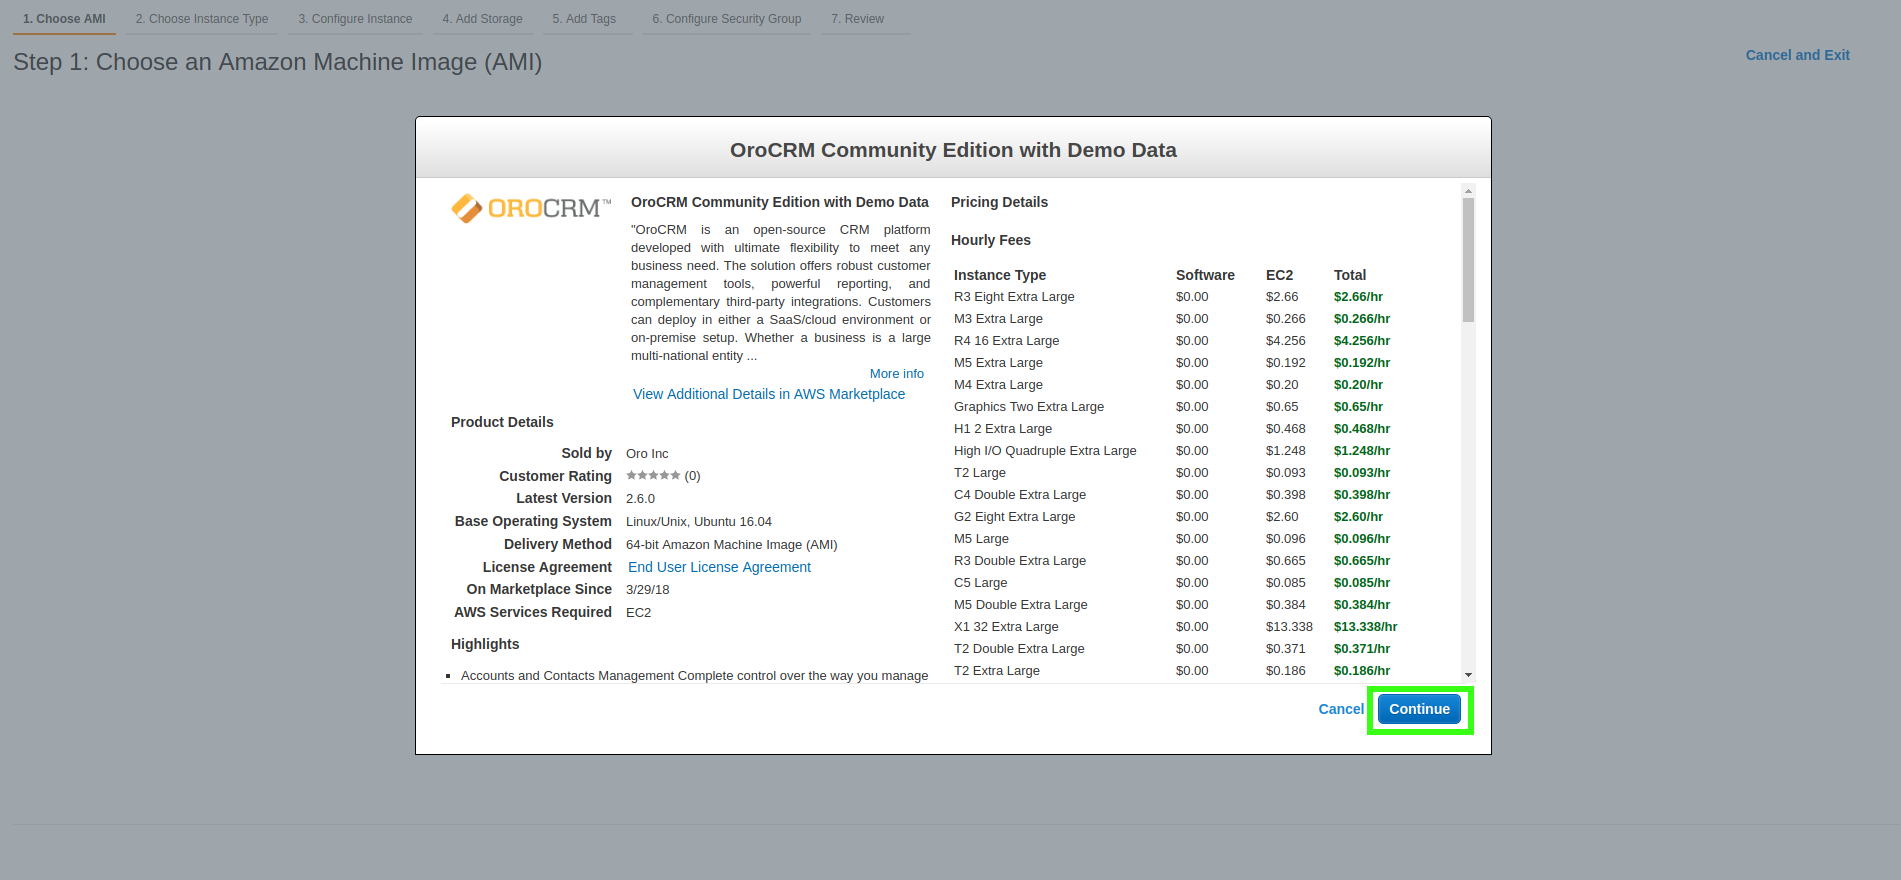 1. Choose AMI 2. Choose Instance Type 3. Configure Instance 4. Add Storage 5. Add Tags 6. Configure Security Group 7. Review
Step 1: Choose an Amazon Machine Image (AMI)
Cancel and Exit
OroCRM Community Edition with Demo Data
OROCRM™
OroCRM Community Edition with Demo Data
"OroCRM is an open-source CRM platform
developed with ultimate flexibility to meet any
business need. The solution offers robust customer
management tools, powerful reporting, and
complementary third-party integrations. Customers
can deploy in either a SaaS/cloud environment or
on-premise setup. Whether a business is a large
multi-national entity ...
More info
View Additional Details in AWS Marketplace
Product Details
Sold by Oro Inc
Customer Rating ★★★★★ (0)
Latest Version 2.6.0
Base Operating System Linux/Unix, Ubuntu 16.04
Delivery Method 64-bit Amazon Machine Image (AMI)
License Agreement End User License Agreement
On Marketplace Since 3/29/18
AWS Services Required EC2
Highlights
▪ Accounts and Contacts Management Complete control over the way you manage
Pricing Details
Hourly Fees
Instance Type Software EC2 Total
R3 Eight Extra Large $0.00 $2.66 $2.66/hr
M3 Extra Large $0.00 $0.266 $0.266/hr
R4 16 Extra Large $0.00 $4.256 $4.256/hr
M5 Extra Large $0.00 $0.192 $0.192/hr
M4 Extra Large $0.00 $0.20 $0.20/hr
Graphics Two Extra Large $0.00 $0.65 $0.65/hr
H1 2 Extra Large $0.00 $0.468 $0.468/hr
High I/O Quadruple Extra Large $0.00 $1.248 $1.248/hr
T2 Large $0.00 $0.093 $0.093/hr
C4 Double Extra Large $0.00 $0.398 $0.398/hr
G2 Eight Extra Large $0.00 $2.60 $2.60/hr
M5 Large $0.00 $0.096 $0.096/hr
R3 Double Extra Large $0.00 $0.665 $0.665/hr
C5 Large $0.00 $0.085 $0.085/hr
M5 Double Extra Large $0.00 $0.384 $0.384/hr
X1 32 Extra Large $0.00 $13.338 $13.338/hr
T2 Double Extra Large $0.00 $0.371 $0.371/hr
T2 Extra Large $0.00 $0.186 $0.186/hr
Cancel Continue